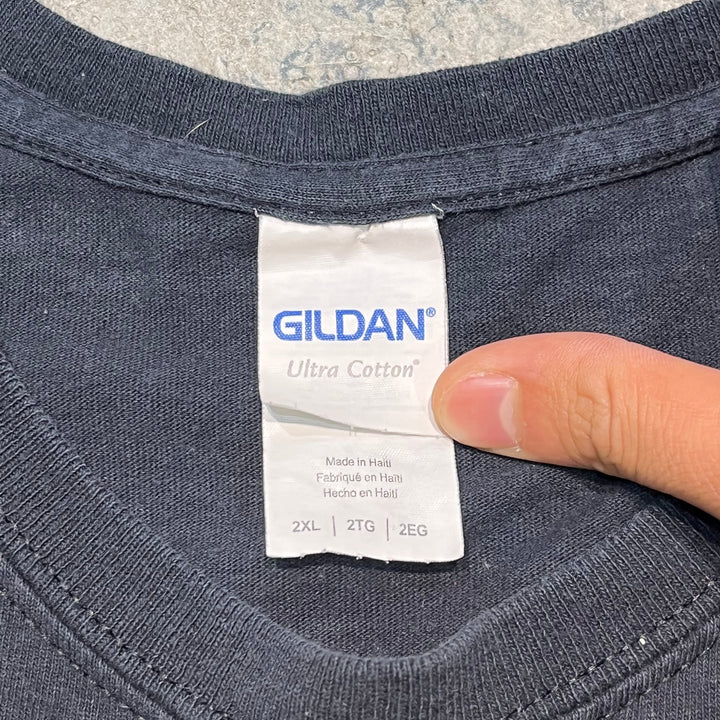 GILDAN®
Ultra Cotton®
Made in Haiti
Fabriqué en Haïti
Hecho en Haití
2XL | 2TG | 2EG